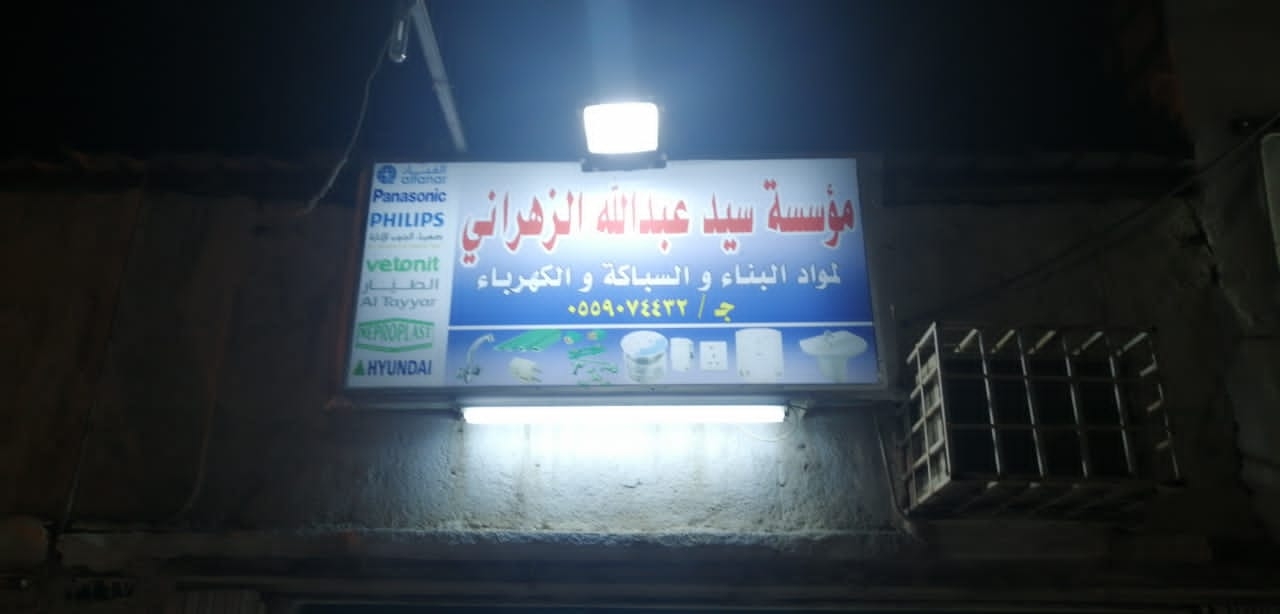 مؤسسة سيد عبدالله الزهراني
لمواد البناء و السباكة و الكهرباء
جـ / ٠٥٥٩٠٧٤٤٣٢
الفنار
alfanar
Panasonic
PHILIPS
vetonit
الطيار
Al Tayyar
NEPROPLAST
HYUNDAI